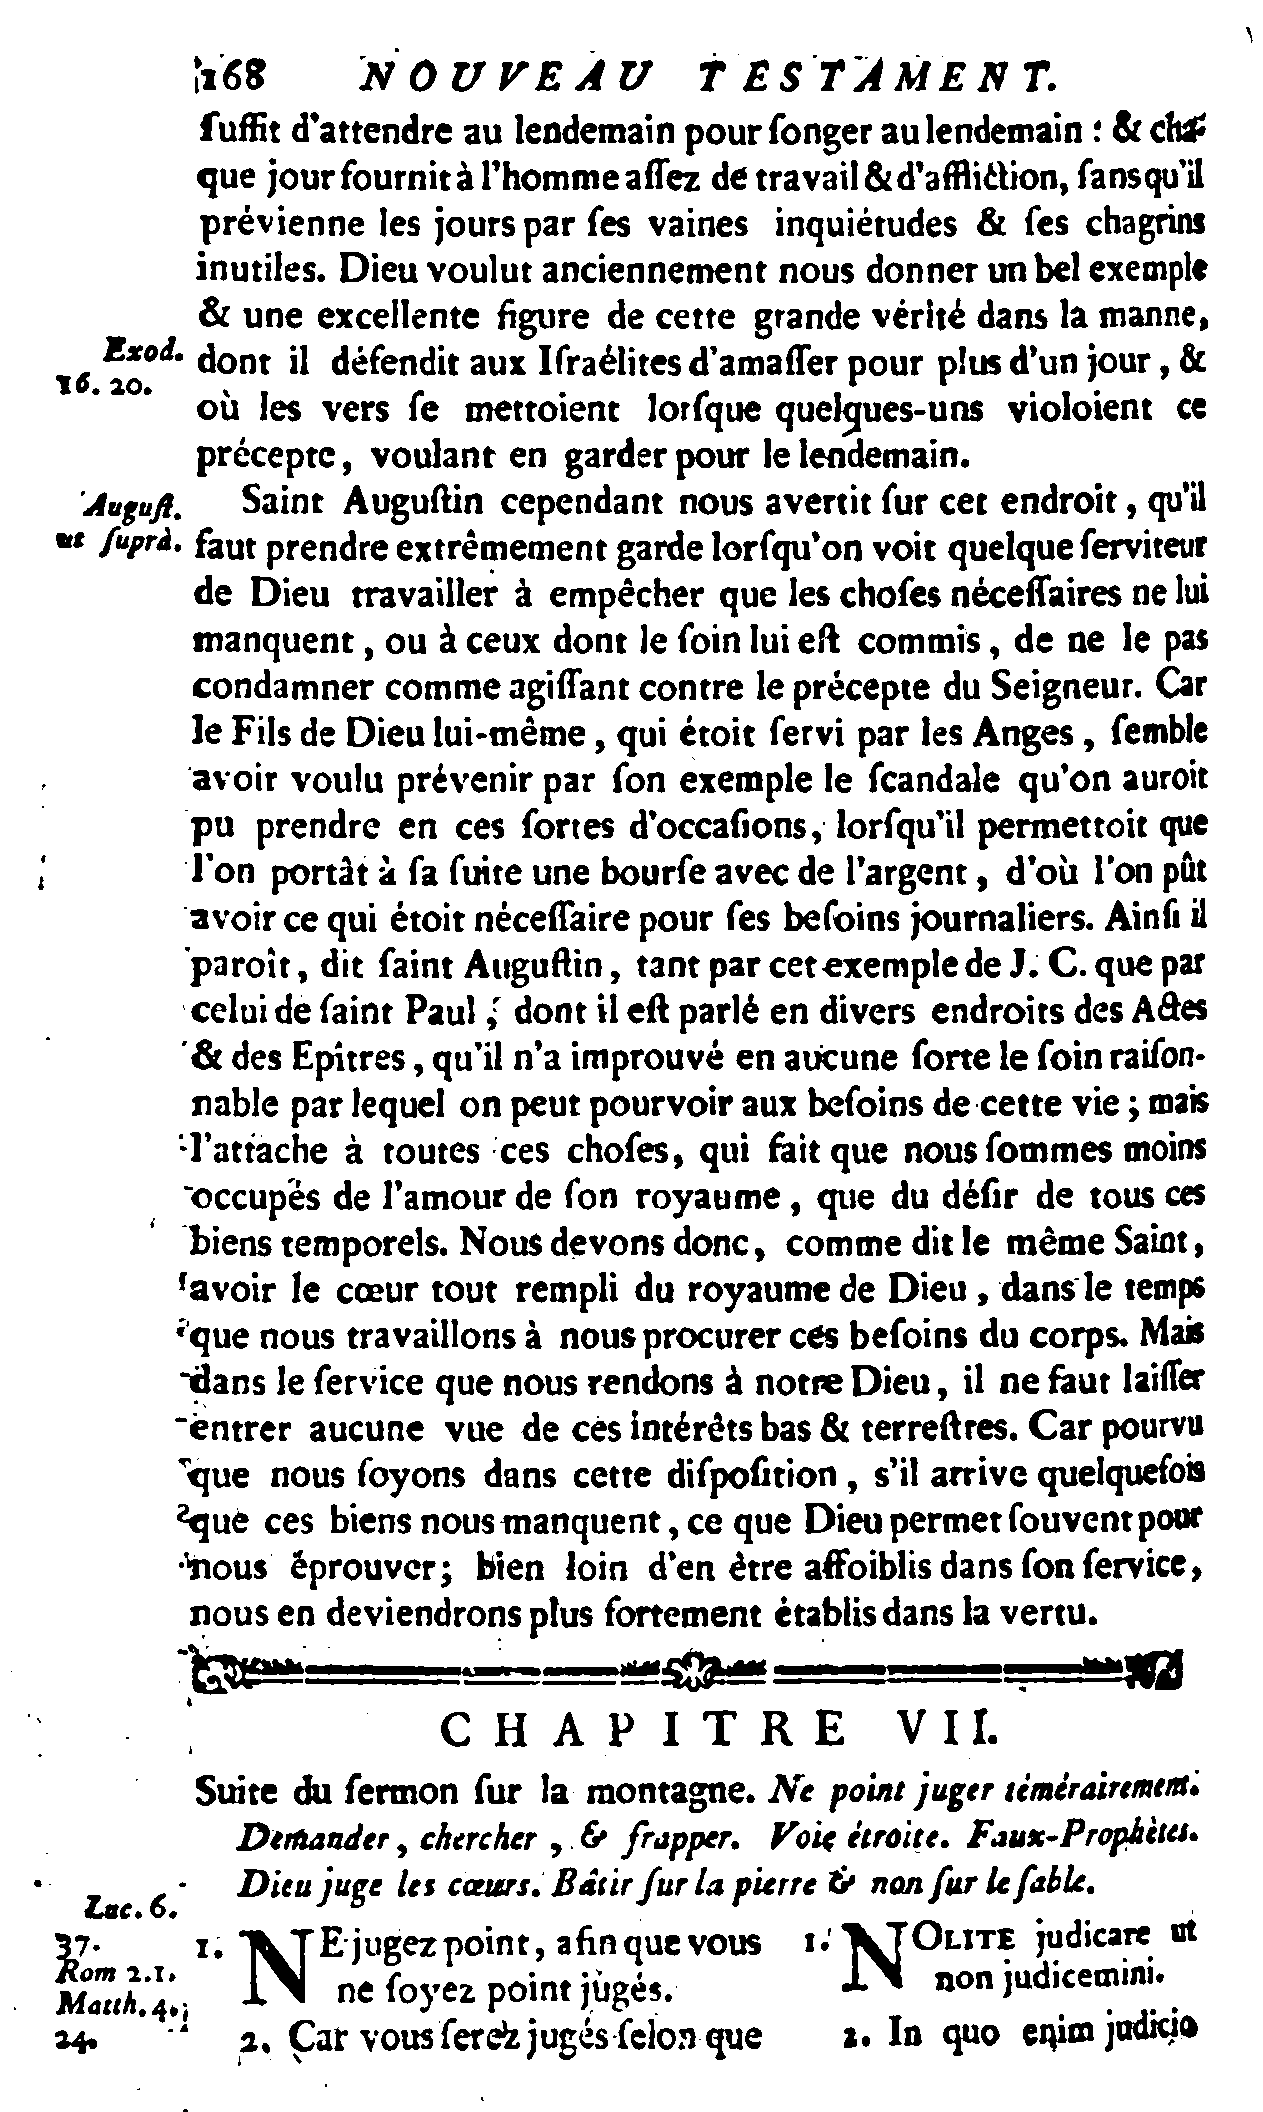 168 NOUVEAU TESTAMENT.
ſuffit d'attendre au lendemain pour ſonger au lendemain : & cha-
que jour fournit à l'homme aſſez de travail & d'affliction, ſans qu'il
prévienne les jours par ſes vaines inquiétudes & ſes chagrins
inutiles. Dieu voulut anciennement nous donner un bel exemple
& une excellente figure de cette grande vérité dans la manne,
Exod. 16. 20.
dont il défendit aux Iſraélites d'amaſſer pour plus d'un jour, &
où les vers ſe mettoient lorſque quelques-uns violoient ce
précepte, voulant en garder pour le lendemain.
Auguſt. ut ſuprà.
Saint Auguſtin cependant nous avertit ſur cet endroit, qu'il
faut prendre extrêmement garde lorſqu'on voit quelque ſerviteur
de Dieu travailler à empêcher que les choſes néceſſaires ne lui
manquent, ou à ceux dont le ſoin lui eſt commis, de ne le pas
condamner comme agiſſant contre le précepte du Seigneur. Car
le Fils de Dieu lui-même, qui étoit ſervi par les Anges, ſemble
avoir voulu prévenir par ſon exemple le ſcandale qu'on auroit
pu prendre en ces ſortes d'occaſions, lorſqu'il permettoit que
l'on portât à ſa ſuite une bourſe avec de l'argent, d'où l'on pût
avoir ce qui étoit néceſſaire pour ſes beſoins journaliers. Ainſi il
paroît, dit ſaint Auguſtin, tant par cet exemple de J. C. que par
celui de ſaint Paul, dont il eſt parlé en divers endroits des Actes
& des Epîtres, qu'il n'a improuvé en aucune ſorte le ſoin raiſon-
nable par lequel on peut pourvoir aux beſoins de cette vie ; mais
l'attache à toutes ces choſes, qui fait que nous ſommes moins
occupés de l'amour de ſon royaume, que du déſir de tous ces
biens temporels. Nous devons donc, comme dit le même Saint,
avoir le cœur tout rempli du royaume de Dieu, dans le temps
que nous travaillons à nous procurer ces beſoins du corps. Mais
dans le ſervice que nous rendons à notre Dieu, il ne faut laiſſer
entrer aucune vue de ces intérêts bas & terreſtres. Car pourvu
que nous ſoyons dans cette diſpoſition, s'il arrive quelquefois
que ces biens nous manquent, ce que Dieu permet ſouvent pour
nous éprouver ; bien loin d'en être affoiblis dans ſon ſervice,
nous en deviendrons plus fortement établis dans la vertu.
CHAPITRE VII.
Suite du ſermon ſur la montagne. Ne point juger témérairement.
Demander, chercher, & frapper. Voie étroite. Faux-Prophètes.
Dieu juge les cœurs. Bâtir ſur la pierre & non ſur le ſable.
Luc. 6.
37.
Rom 2. 1.
Matth. 4.
24.
1. NE jugez point, afin que vous
ne ſoyez point jugés.
2. Car vous ſerez jugés ſelon que
1. NOLITE judicare ut
non judicemini.
2. In quo enim judicio